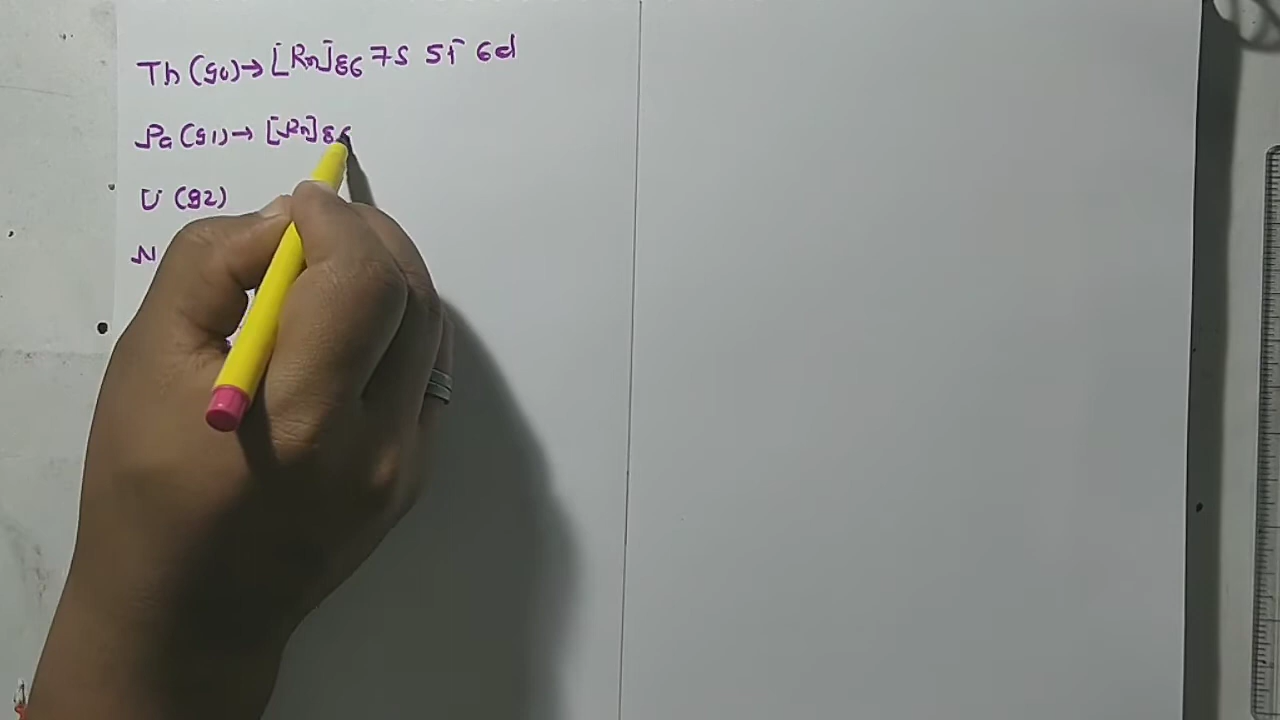 Th (90) → [Rn]86 7s 5f 6d
Pa (91) → [Rn]86
U (92)
N